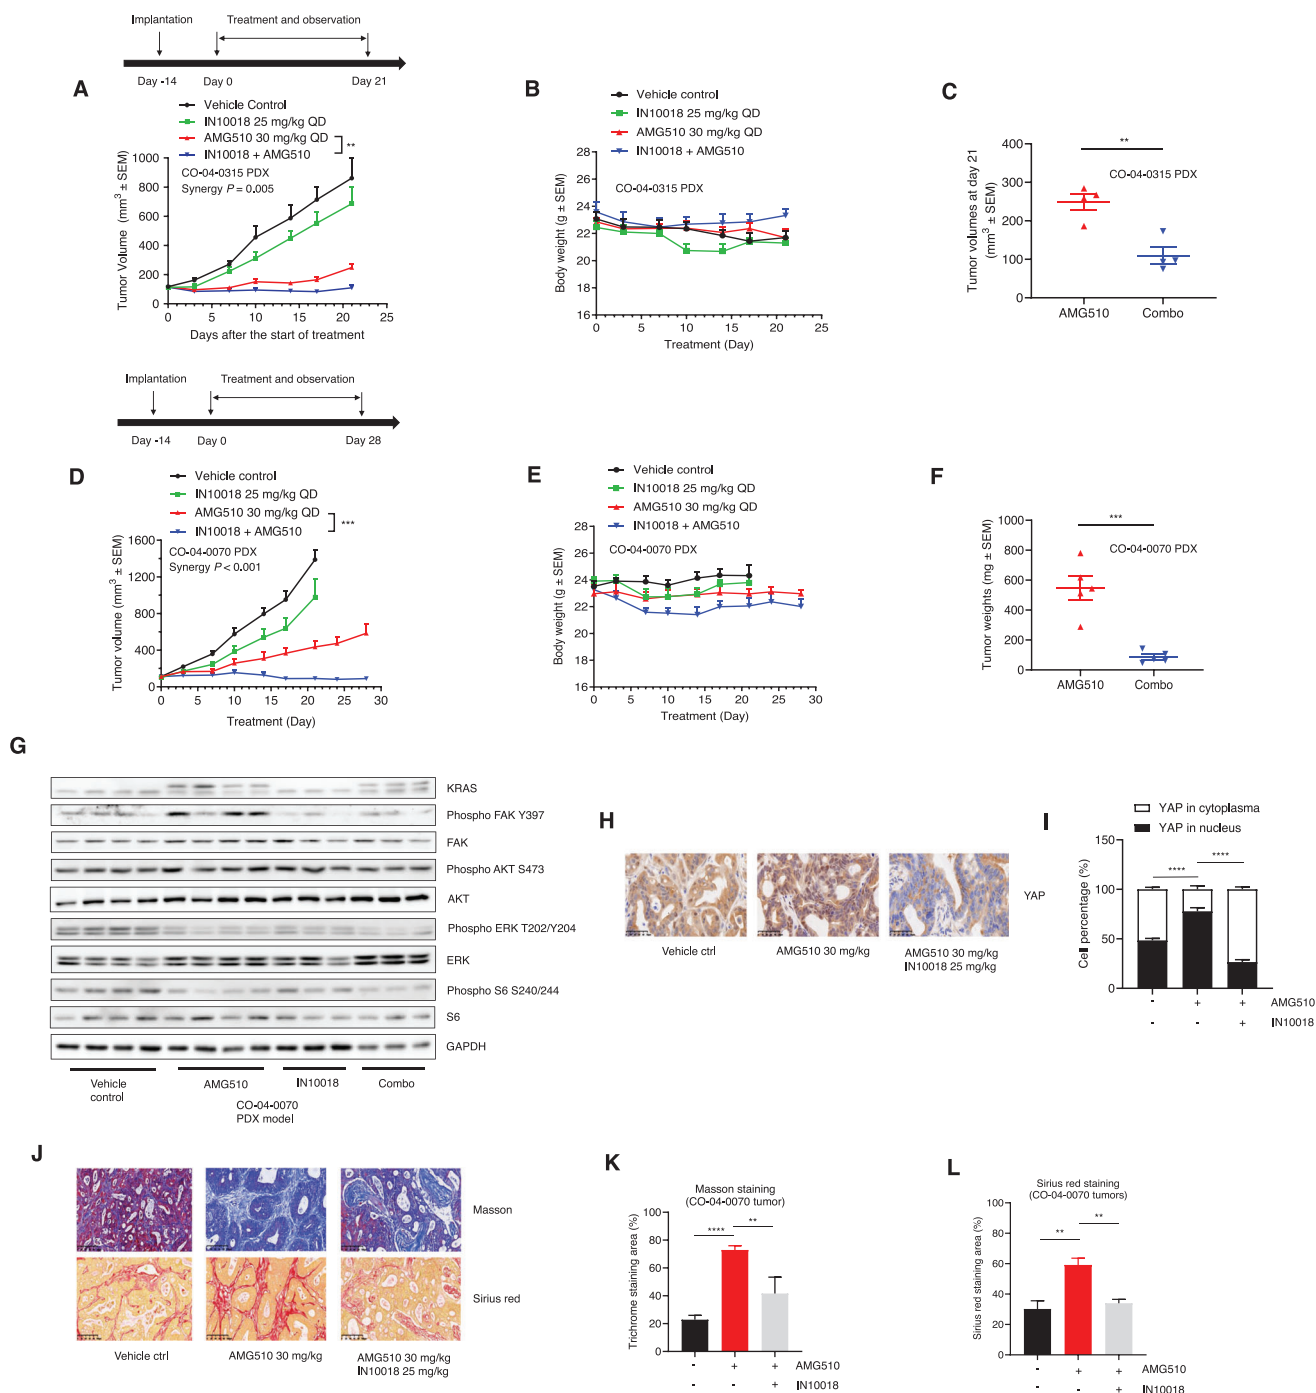 Implantation
Treatment and observation
Day -14
Day 0
Day 21
A
Vehicle Control
IN10018 25 mg/kg QD
AMG510 30 mg/kg QD
IN10018 + AMG510
**
CO-04-0315 PDX
Synergy P = 0.005
Tumor Volume (mm³ ± SEM)
1000
800
600
400
200
0
0 5 10 15 20 25
Days after the start of treatment
B
Vehicle control
IN10018 25 mg/kg QD
AMG510 30 mg/kg QD
IN10018 + AMG510
CO-04-0315 PDX
Body weight (g ± SEM)
28
26
24
22
20
18
16
0 5 10 15 20 25
Treatment (Day)
C
**
CO-04-0315 PDX
Tumor volumes at day 21
(mm³ ± SEM)
400
300
200
100
0
AMG510 Combo
Implantation
Treatment and observation
Day -14
Day 0
Day 28
D
Vehicle control
IN10018 25 mg/kg QD
AMG510 30 mg/kg QD
IN10018 + AMG510
***
CO-04-0070 PDX
Synergy P < 0.001
Tumor volume (mm³ ± SEM)
1600
1200
800
400
0
0 5 10 15 20 25 30
Treatment (Day)
E
Vehicle control
IN10018 25 mg/kg QD
AMG510 30 mg/kg QD
IN10018 + AMG510
CO-04-0070 PDX
Body weight (g ± SEM)
28
26
24
22
20
18
16
0 5 10 15 20 25 30
Treatment (Day)
F
***
CO-04-0070 PDX
Tumor weights (mg ± SEM)
1000
800
600
400
200
0
AMG510 Combo
G
KRAS
Phospho FAK Y397
FAK
Phospho AKT S473
AKT
Phospho ERK T202/Y204
ERK
Phospho S6 S240/244
S6
GAPDH
Vehicle
control
AMG510
IN10018
Combo
CO-04-0070
PDX model
H
YAP
Vehicle ctrl
AMG510 30 mg/kg
AMG510 30 mg/kg
IN10018 25 mg/kg
I
YAP in cytoplasma
YAP in nucleus
Cell percentage (%)
150
100
50
0
**** ****
- + + AMG510
- - + IN10018
J
Masson
Sirius red
Vehicle ctrl
AMG510 30 mg/kg
AMG510 30 mg/kg
IN10018 25 mg/kg
K
Masson staining
(CO-04-0070 tumor)
Trichrome staining area (%)
100
80
60
40
20
0
**** **
- + + AMG510
- - + IN10018
L
Sirius red staining
(CO-04-0070 tumors)
Sirius red staining area (%)
100
80
60
40
20
0
** **
- + + AMG510
- - + IN10018